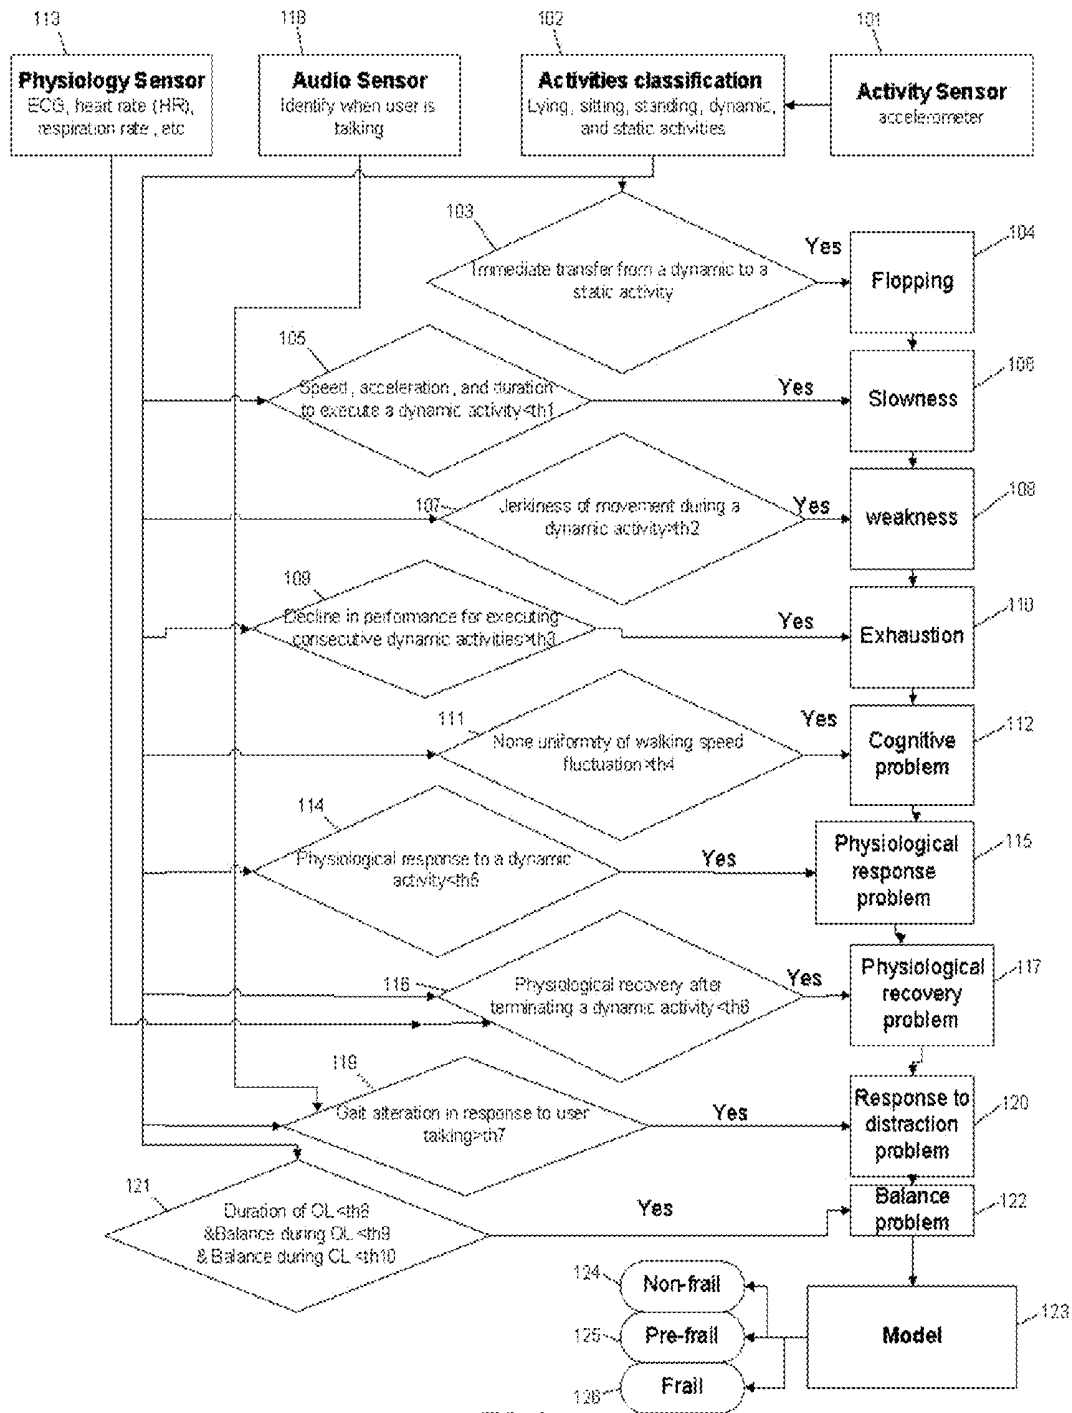 113
118
102
101
Physiology Sensor
ECG, heart rate (HR),
respiration rate, etc
Audio Sensor
Identify when user is
talking
Activities classification
Lying, sitting, standing, dynamic,
and static activities
Activity Sensor
accelerometer
103
Immediate transfer from a dynamic to a
static activity
Yes
104
Flopping
105
Speed, acceleration, and duration
to execute a dynamic activity<th1
Yes
106
Slowness
107
Jerkiness of movement during a
dynamic activity>th2
Yes
108
weakness
109
Decline in performance for executing
consecutive dynamic activities>th3
Yes
110
Exhaustion
111
None uniformity of walking speed
fluctuation>th4
Yes
112
Cognitive
problem
114
Physiological response to a dynamic
activity<th5
Yes
115
Physiological
response
problem
116
Physiological recovery after
terminating a dynamic activity<th6
Yes
117
Physiological
recovery
problem
119
Gait alteration in response to user
talking>th7
Yes
120
Response to
distraction
problem
121
Duration of OL<th8
&Balance during OL<th9
& Balance during CL<th10
Yes
122
Balance
problem
124
Non-frail
125
Pre-frail
126
Frail
123
Model